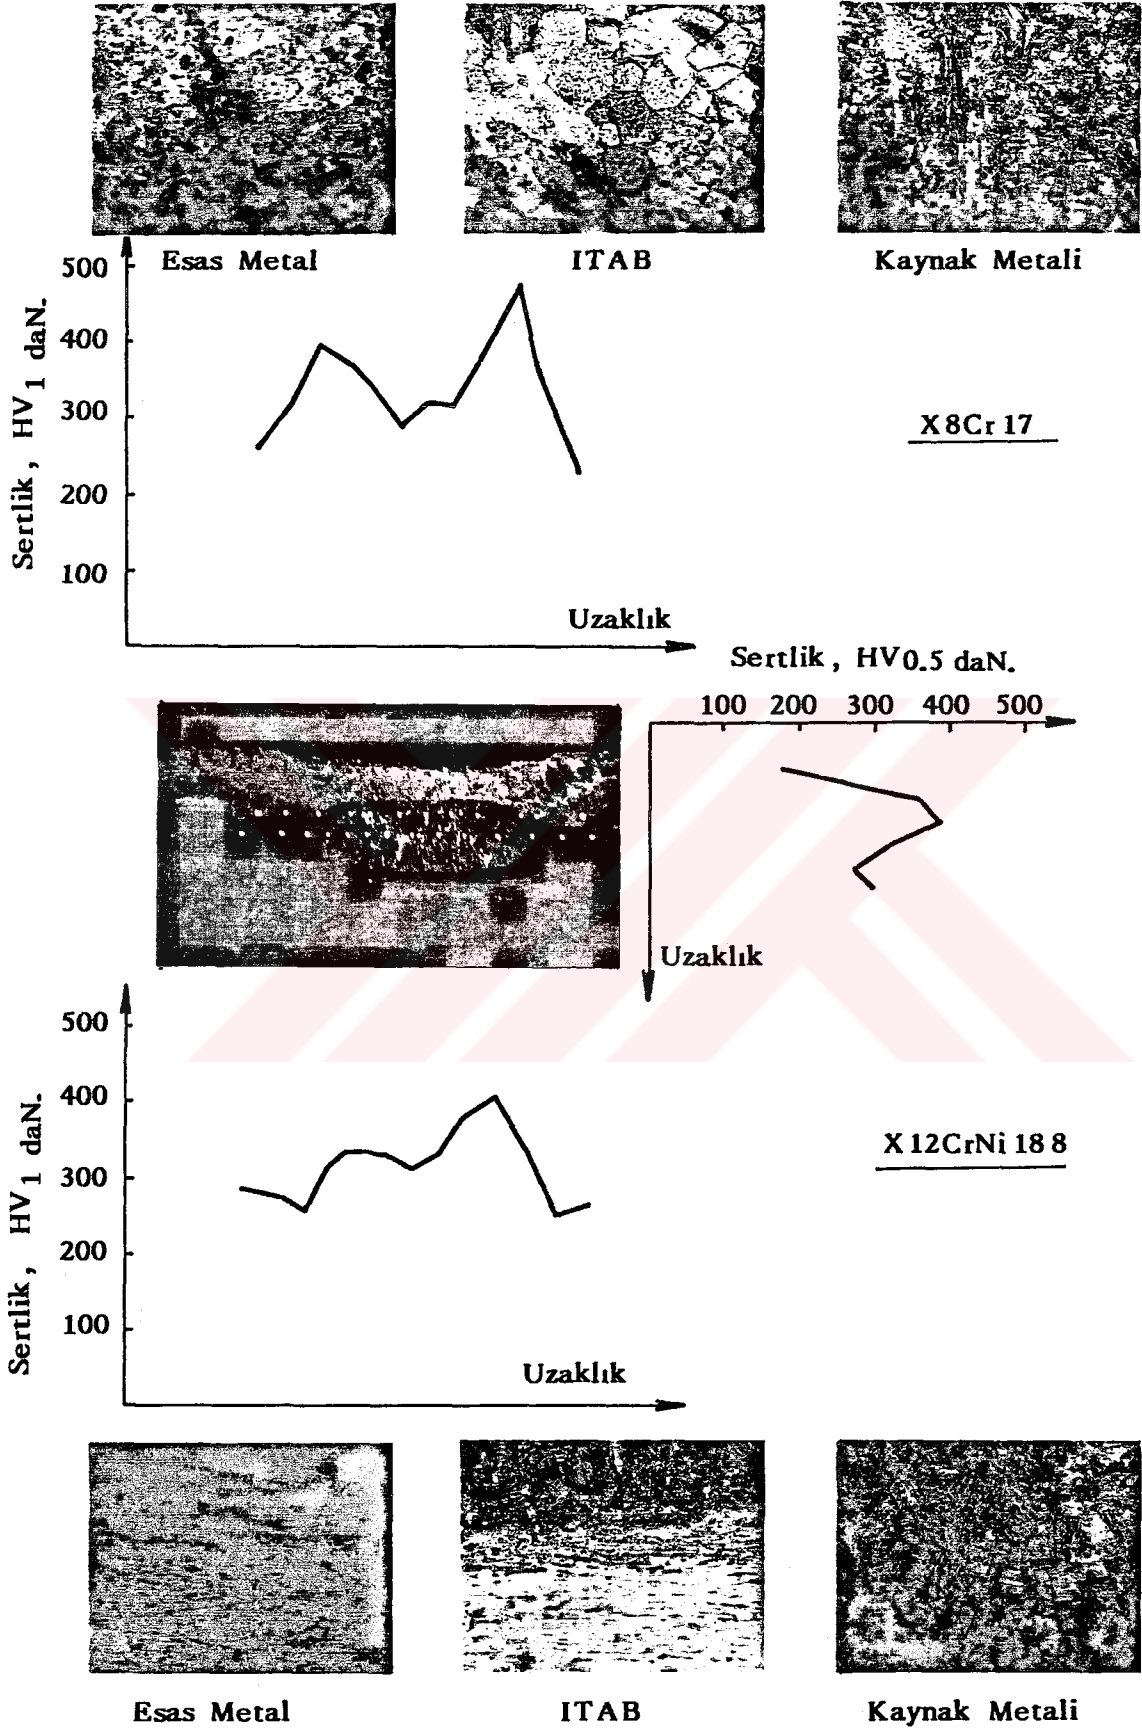 Esas Metal ITAB Kaynak Metali
500
400
300
200
100
Sertlik, HV1 daN.
X8Cr 17
Uzaklık
Sertlik, HV0.5 daN.
100 200 300 400 500
Uzaklık
500
400
300
200
100
Sertlik, HV1 daN.
X12CrNi 18 8
Uzaklık
Esas Metal ITAB Kaynak Metali